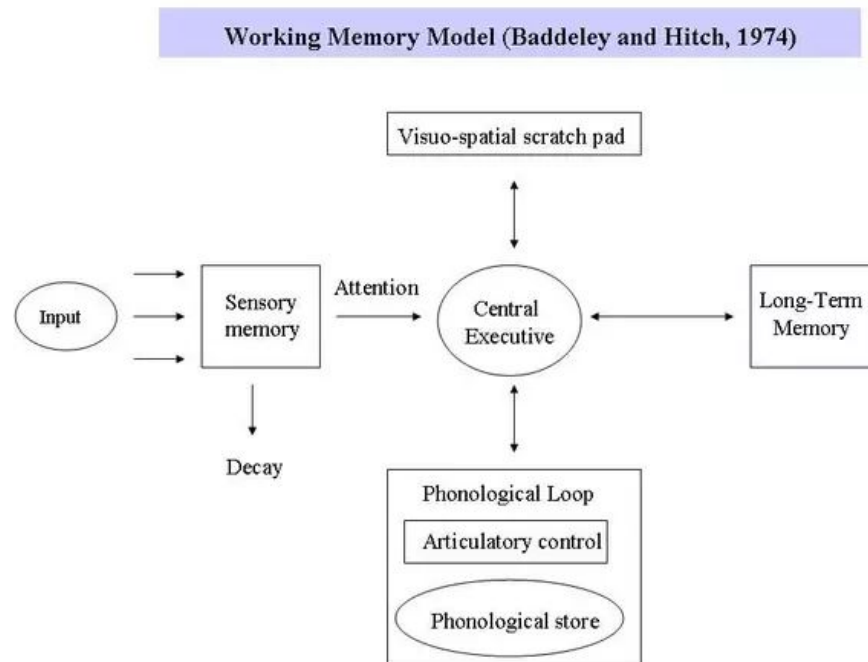 Working Memory Model (Baddeley and Hitch, 1974)
Visuo-spatial scratch pad
Input
Sensory
memory
Attention
Central
Executive
Long-Term
Memory
Decay
Phonological Loop
Articulatory control
Phonological store